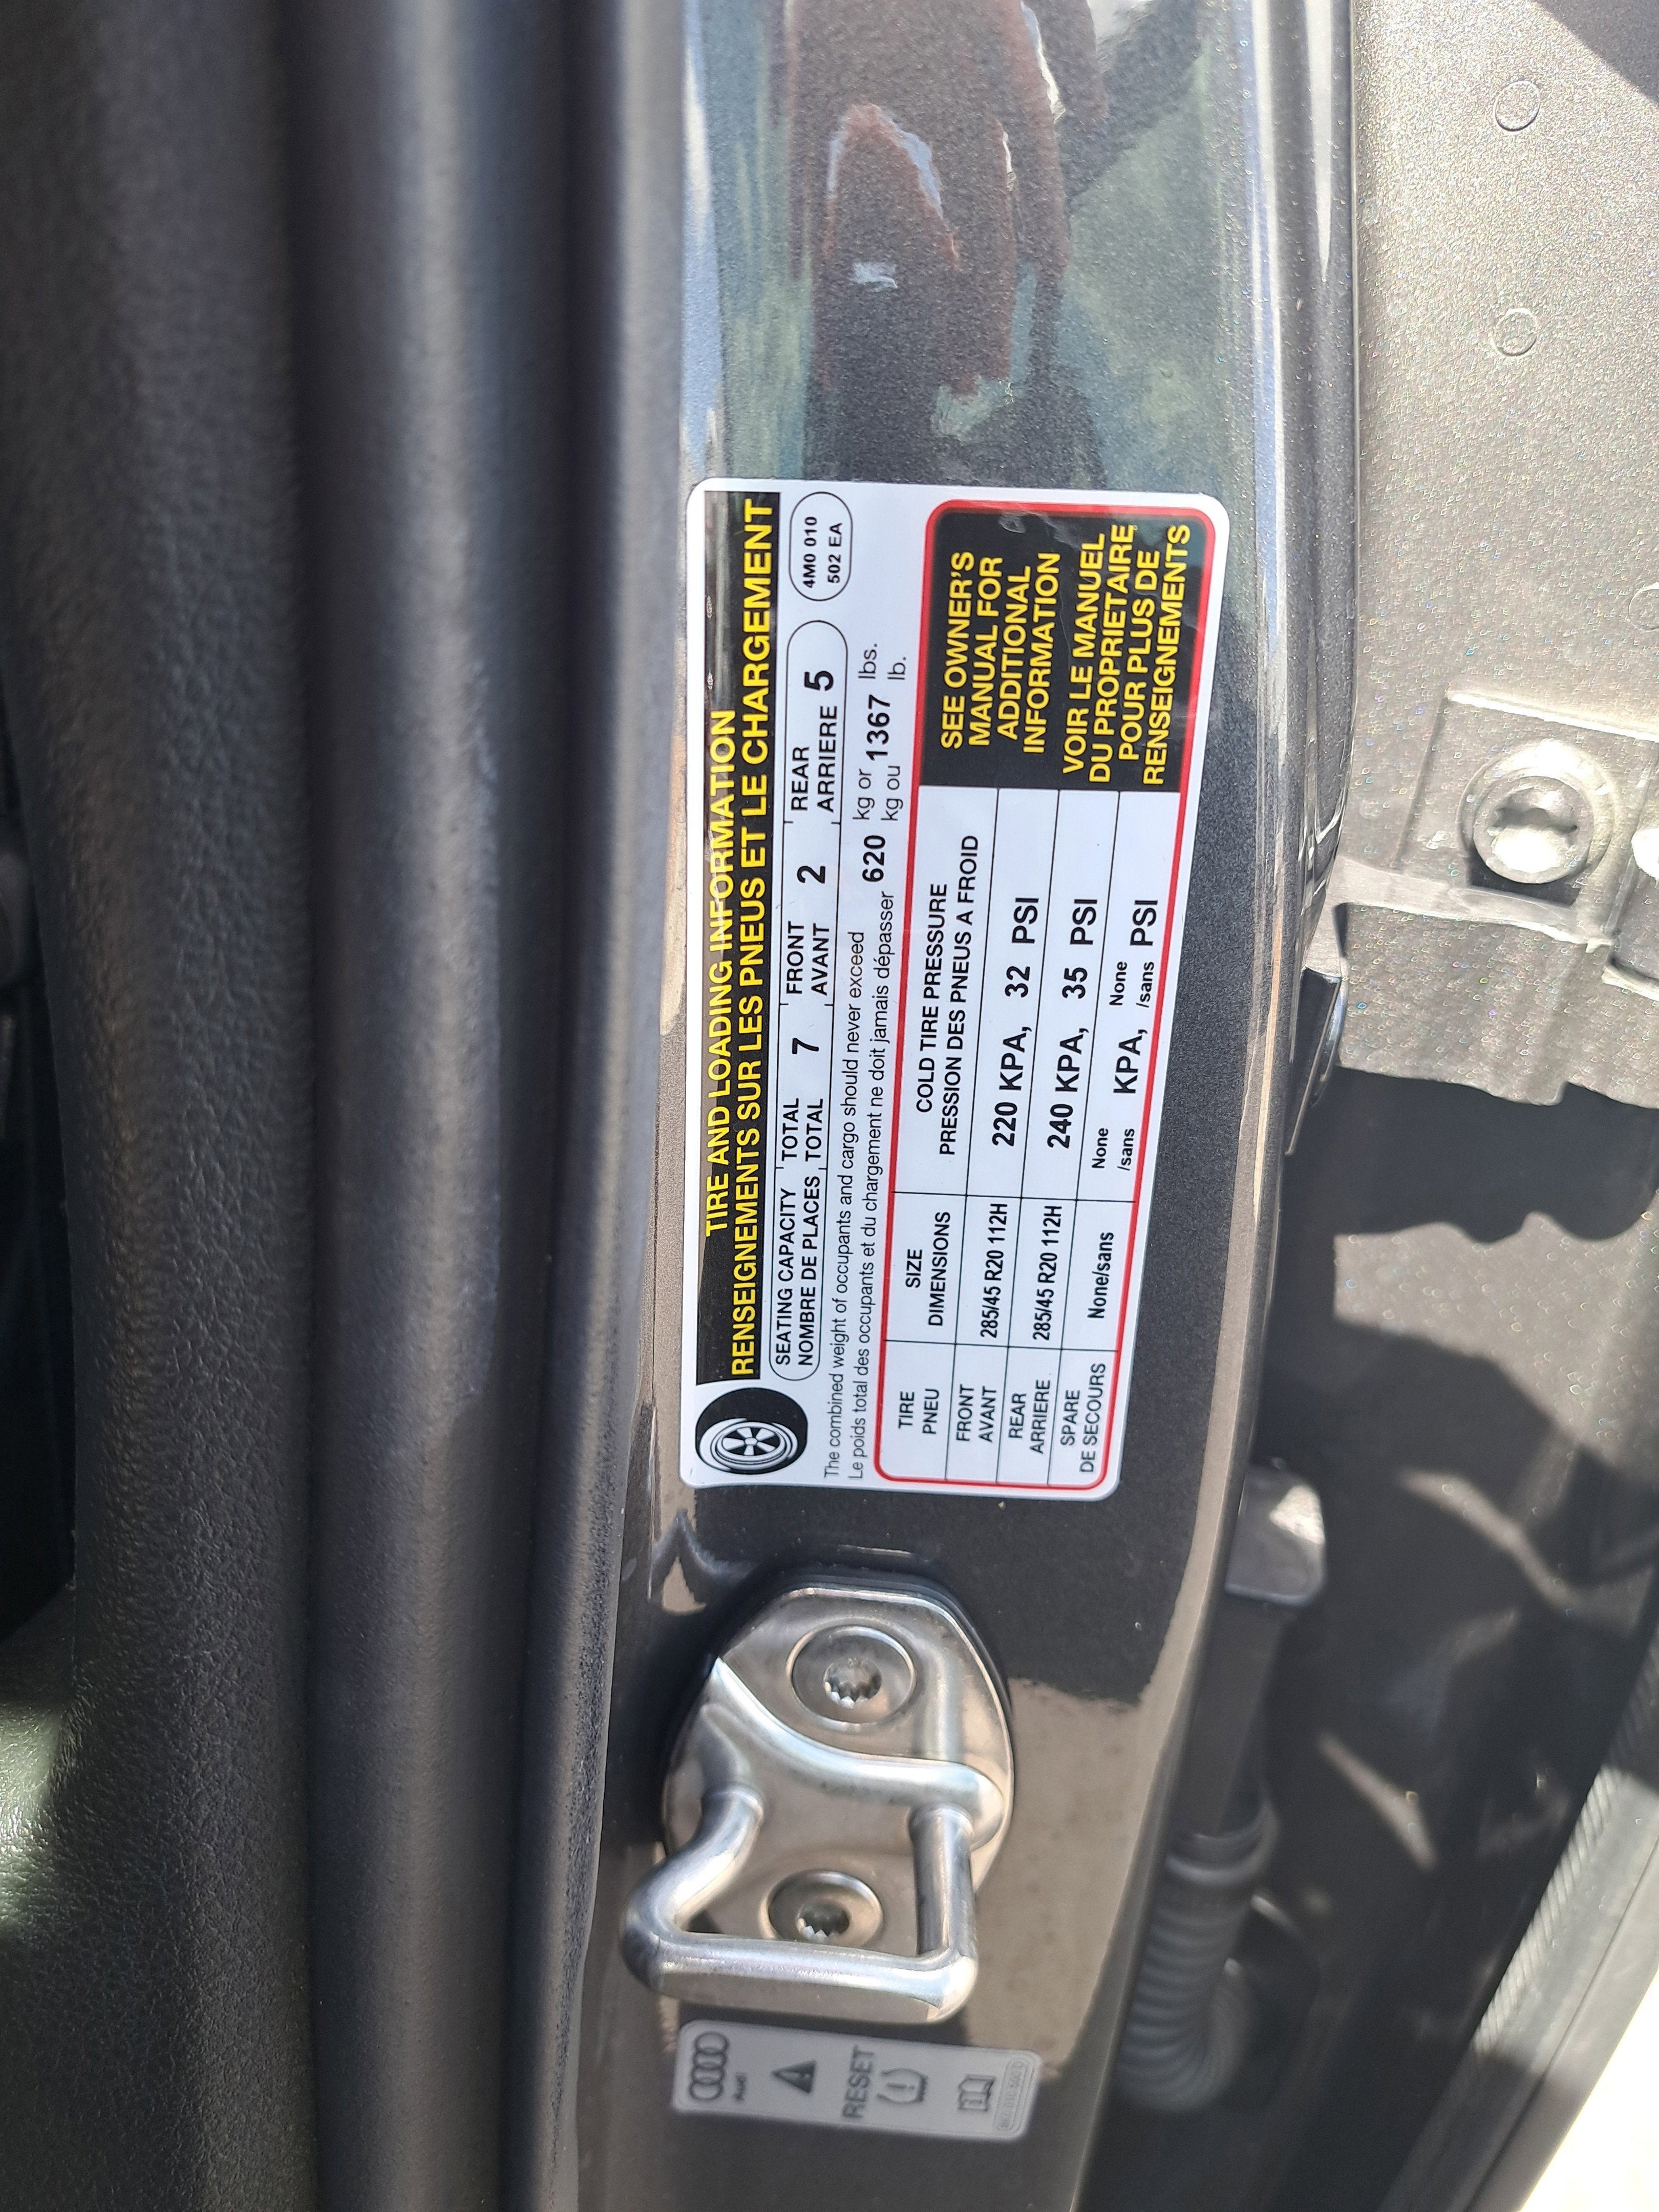 TIRE AND LOADING INFORMATION
RENSEIGNEMENTS SUR LES PNEUS ET LE CHARGEMENT
SEATING CAPACITY TOTAL 7 FRONT 2 REAR 5
NOMBRE DE PLACES TOTAL AVANT ARRIERE
4M0 010
502 EA
The combined weight of occupants and cargo should never exceed 620 kg or 1367 lbs.
Le poids total des occupants et du chargement ne doit jamais dépasser kg ou lb.
TIRE SIZE COLD TIRE PRESSURE
PNEU DIMENSIONS PRESSION DES PNEUS A FROID
FRONT
AVANT 285/45 R20 112H 220 KPA, 32 PSI
REAR
ARRIERE 285/45 R20 112H 240 KPA, 35 PSI
SPARE
DE SECOURS None/sans None/sans KPA, None/sans PSI
SEE OWNER'S
MANUAL FOR
ADDITIONAL
INFORMATION
VOIR LE MANUEL
DU PROPRIETAIRE
POUR PLUS DE
RENSEIGNEMENTS
Audi
RESET